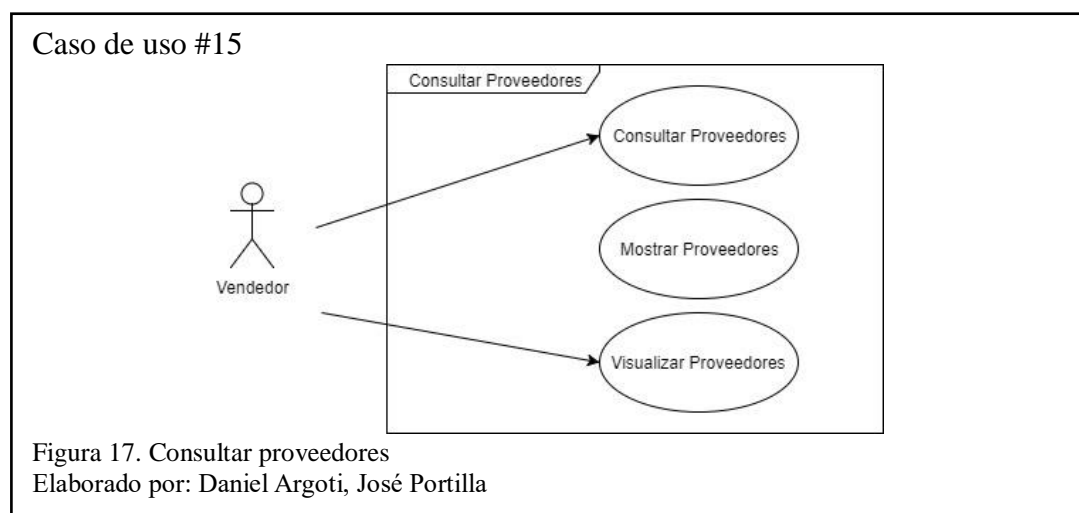 Caso de uso #15
Consultar Proveedores
Consultar Proveedores
Mostrar Proveedores
Vendedor
Visualizar Proveedores
Figura 17. Consultar proveedores
Elaborado por: Daniel Argoti, José Portilla